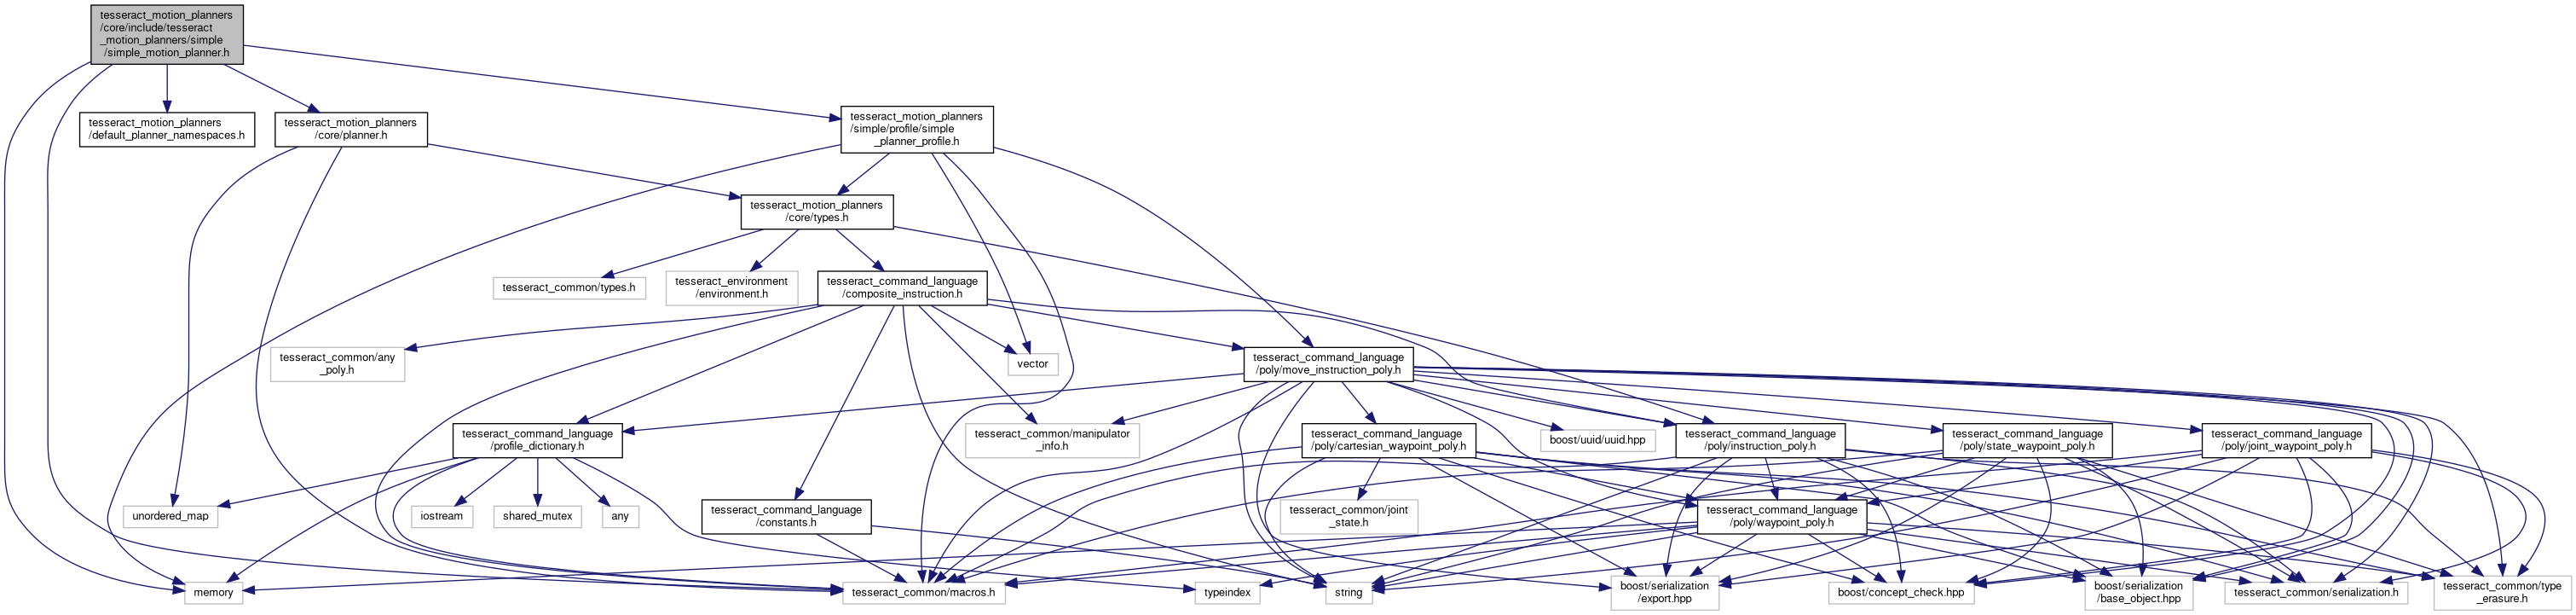 tesseract_motion_planners
/core/include/tesseract
_motion_planners/simple
/simple_motion_planner.h
tesseract_motion_planners
/default_planner_namespaces.h
tesseract_motion_planners
/core/planner.h
tesseract_motion_planners
/simple/profile/simple
_planner_profile.h
tesseract_motion_planners
/core/types.h
tesseract_common/types.h
tesseract_environment
/environment.h
tesseract_command_language
/composite_instruction.h
tesseract_common/any
_poly.h
vector
tesseract_command_language
/poly/move_instruction_poly.h
tesseract_command_language
/profile_dictionary.h
tesseract_common/manipulator
_info.h
tesseract_command_language
/poly/cartesian_waypoint_poly.h
boost/uuid/uuid.hpp
tesseract_command_language
/poly/instruction_poly.h
tesseract_command_language
/poly/state_waypoint_poly.h
tesseract_command_language
/poly/joint_waypoint_poly.h
unordered_map
iostream
shared_mutex
any
tesseract_command_language
/constants.h
tesseract_common/joint
_state.h
tesseract_command_language
/poly/waypoint_poly.h
memory
tesseract_common/macros.h
typeindex
string
boost/serialization
/export.hpp
boost/concept_check.hpp
boost/serialization
/base_object.hpp
tesseract_common/serialization.h
tesseract_common/type
_erasure.h